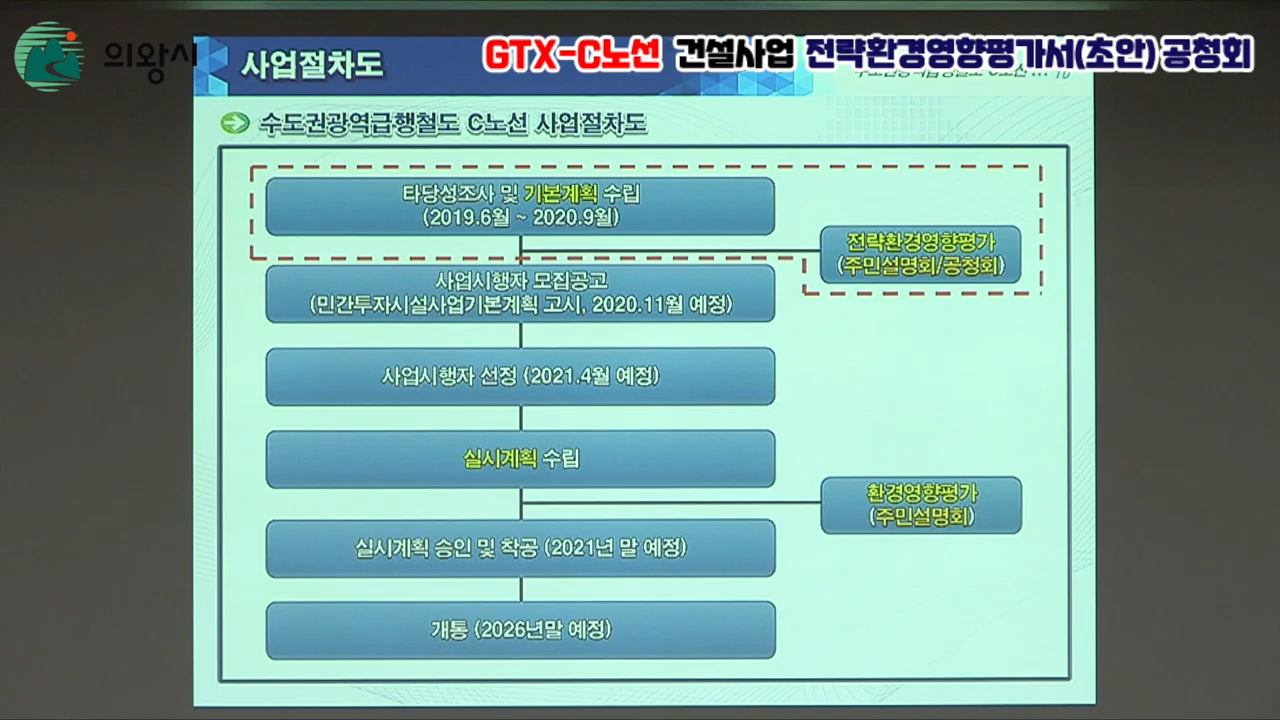 의왕시
GTX-C노선 건설사업 전략환경영향평가서(초안) 공청회
사업절차도
수도권광역급행철도 C노선 사업절차도
타당성조사 및 기본계획 수립
(2019.6월 ~ 2020.9월)
전략환경영향평가
(주민설명회/공청회)
사업시행자 모집공고
(민간투자시설사업기본계획 고시, 2020.11월 예정)
사업시행자 선정 (2021.4월 예정)
실시계획 수립
환경영향평가
(주민설명회)
실시계획 승인 및 착공 (2021년 말 예정)
개통 (2026년말 예정)